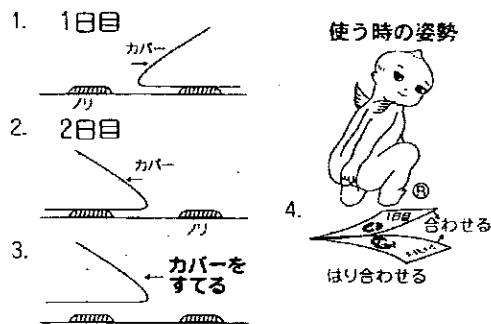 1. 1日目
カバー
ノリ
2. 2日目
カバー
ノリ
3.
カバーを
すてる
使う時の姿勢
®
4.
1日目
合わせる
はり合わせる